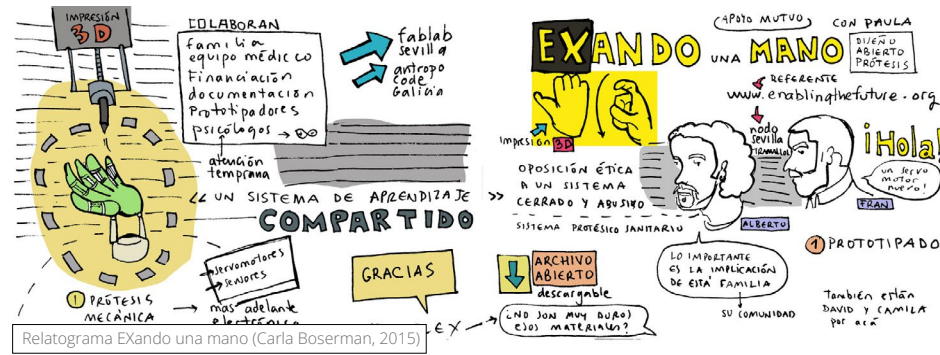 IMPRESIÓN
3D
COLABORAN
familia
equipo médico
Financiación
documentación
Prototipadores
psicólogos
atención
temprana
fablab
sevilla
antropo
code
Galicia
« UN SISTEMA DE APRENDIZAJE »
COMPARTIDO
1 PRÓTESIS
MECÁNICA
servomotores
sensores
mas adelante
electrónica
GRACIAS
EX
APOYO MUTUO
CON PAULA
EXANDO UNA MANO
DISEÑO
ABIERTO
PRÓTESIS
REFERENTE
www.enablingthefuture.org
impresión 3D
nodo
sevilla
¡Hola!
un servo
motor
nuevo!
FRAN
OPOSICIÓN ÉTICA
A UN SISTEMA
CERRADO Y ABUSIVO
SISTEMA PROTÉSICO SANITARIO
ALBERTO
1 PROTOTIPADO
ARCHIVO
ABIERTO
descargable
LO IMPORTANTE
ES LA IMPLICACIÓN
DE ESTA FAMILIA
SU COMUNIDAD
También están
DAVID y CAMILA
por acá
¿NO SON MUY DUROS
ESOS MATERIALES?
Relatograma EXando una mano (Carla Boserman, 2015)